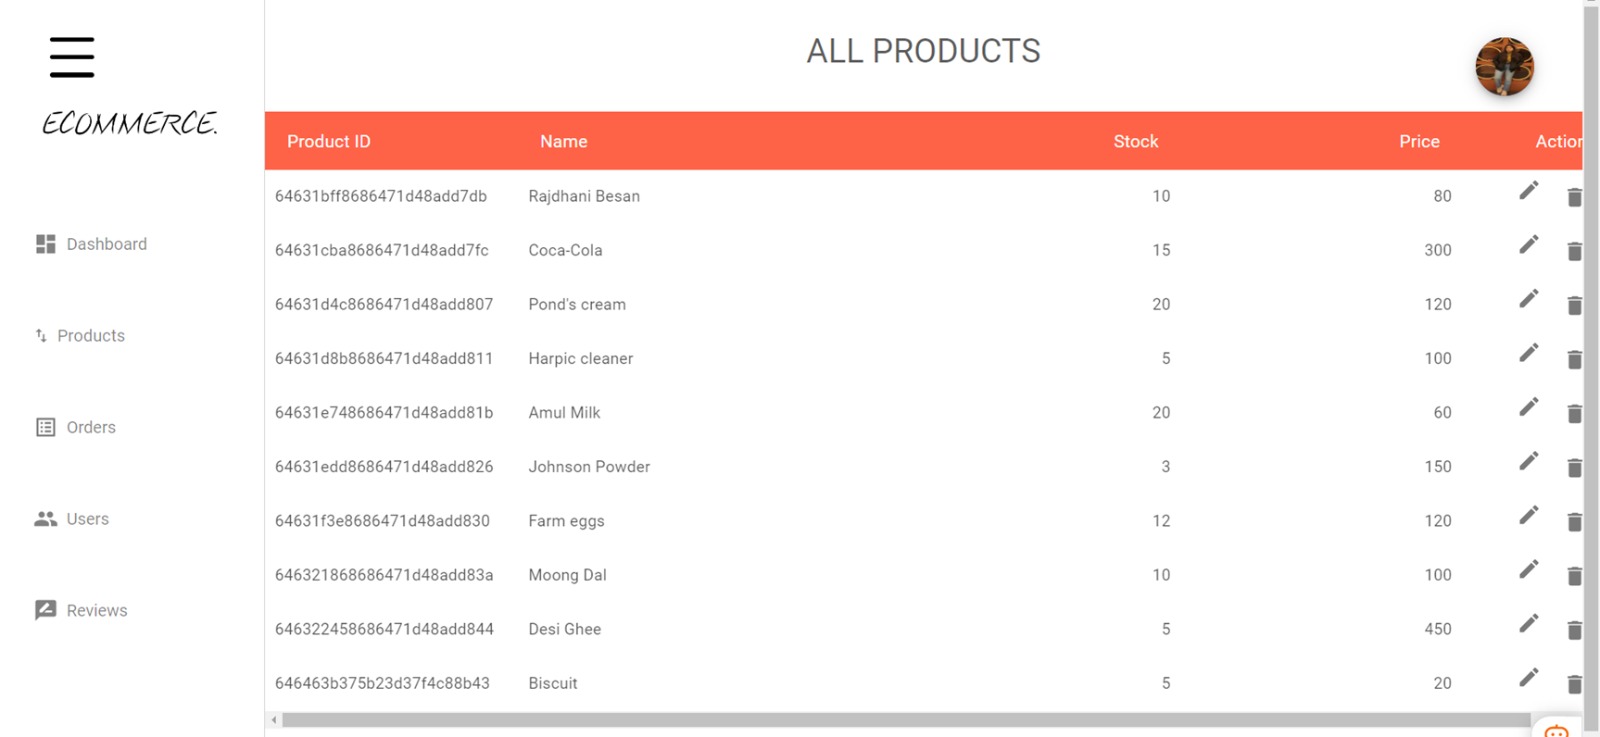 ECOMMERCE.
Dashboard
Products
Orders
Users
Reviews
ALL PRODUCTS
Product ID Name Stock Price Action
64631bff8686471d48add7db Rajdhani Besan 10 80
64631cba8686471d48add7fc Coca-Cola 15 300
64631d4c8686471d48add807 Pond's cream 20 120
64631d8b8686471d48add811 Harpic cleaner 5 100
64631e748686471d48add81b Amul Milk 20 60
64631edd8686471d48add826 Johnson Powder 3 150
64631f3e8686471d48add830 Farm eggs 12 120
646321868686471d48add83a Moong Dal 10 100
646322458686471d48add844 Desi Ghee 5 450
646463b375b23d37f4c88b43 Biscuit 5 20